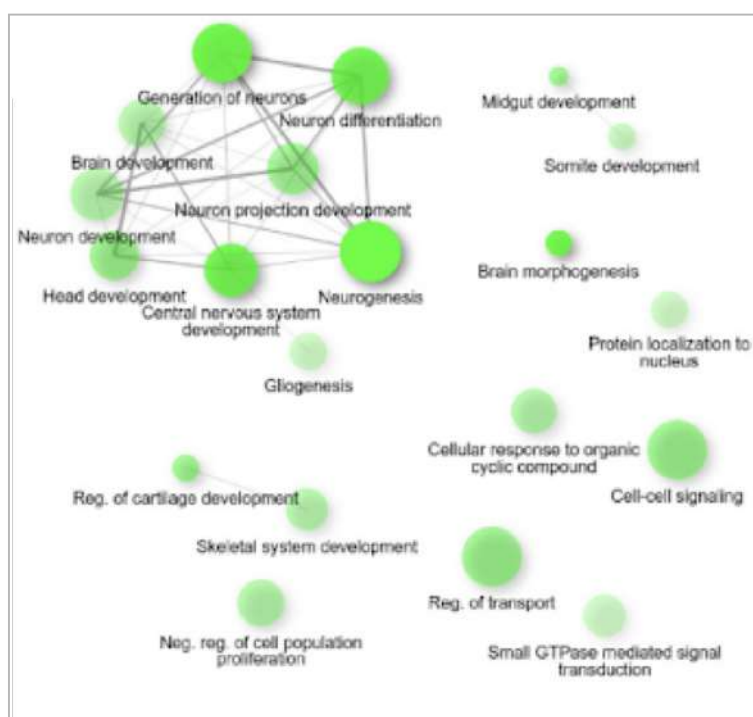 Generation of neurons
Neuron differentiation
Midgut development
Somite development
Brain development
Neuron projection development
Neuron development
Head development
Central nervous system
development
Neurogenesis
Brain morphogenesis
Protein localization to
nucleus
Gliogenesis
Cellular response to organic
cyclic compound
Cell-cell signaling
Reg. of cartilage development
Skeletal system development
Reg. of transport
Neg. reg. of cell population
proliferation
Small GTPase mediated signal
transduction